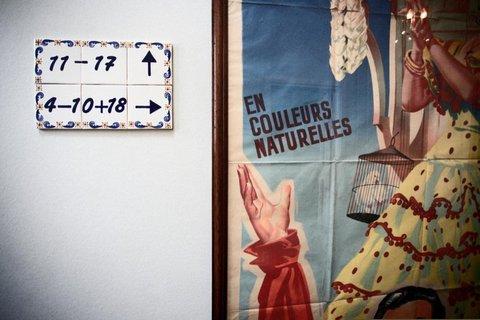 11-17 ↑
4-10+18 →
EN
COULEURS
NATURELLES